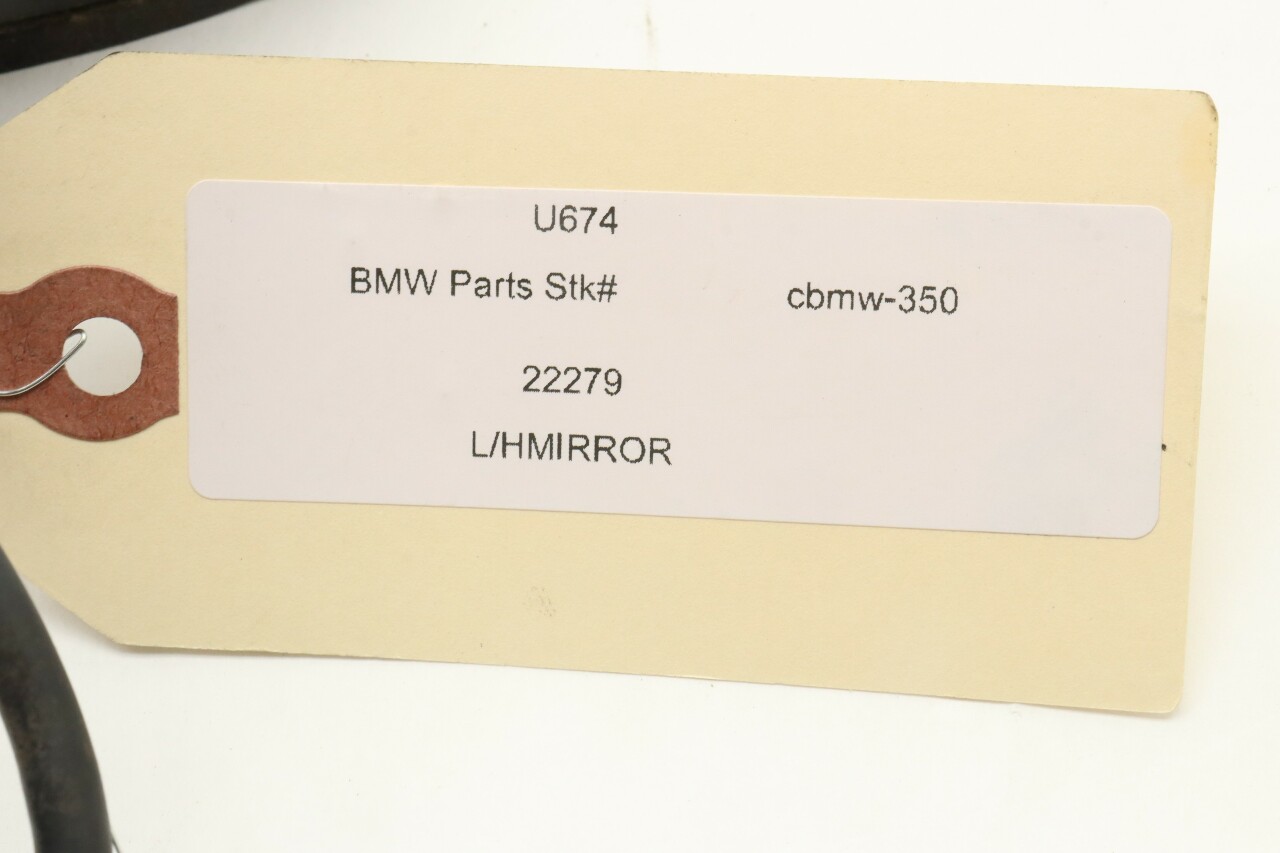 U674
BMW Parts Stk# cbmw-350
22279
L/HMIRROR